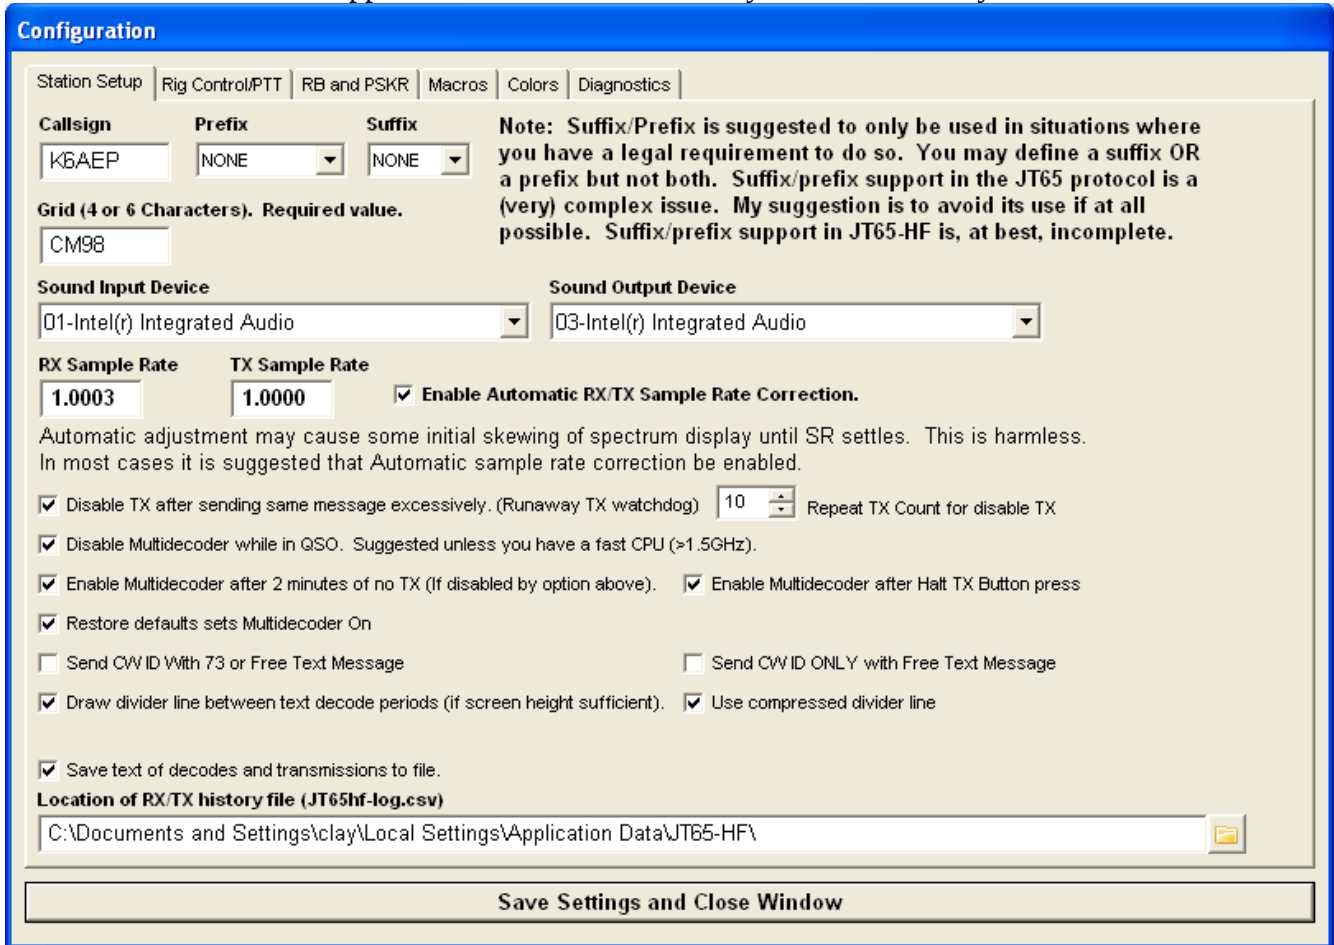 Configuration
Station Setup Rig Control/PTT RB and PSKR Macros Colors Diagnostics
Callsign Prefix Suffix
K6AEP NONE NONE
Note: Suffix/Prefix is suggested to only be used in situations where
you have a legal requirement to do so. You may define a suffix OR
a prefix but not both. Suffix/prefix support in the JT65 protocol is a
(very) complex issue. My suggestion is to avoid its use if at all
possible. Suffix/prefix support in JT65-HF is, at best, incomplete.
Grid (4 or 6 Characters). Required value.
CM98
Sound Input Device Sound Output Device
01-Intel(r) Integrated Audio 03-Intel(r) Integrated Audio
RX Sample Rate TX Sample Rate
1.0003 1.0000 Enable Automatic RX/TX Sample Rate Correction.
Automatic adjustment may cause some initial skewing of spectrum display until SR settles. This is harmless.
In most cases it is suggested that Automatic sample rate correction be enabled.
Disable TX after sending same message excessively. (Runaway TX watchdog) 10 Repeat TX Count for disable TX
Disable Multidecoder while in QSO. Suggested unless you have a fast CPU (>1.5GHz).
Enable Multidecoder after 2 minutes of no TX (If disabled by option above). Enable Multidecoder after Halt TX Button press
Restore defaults sets Multidecoder On
Send CW ID With 73 or Free Text Message Send CW ID ONLY with Free Text Message
Draw divider line between text decode periods (if screen height sufficient). Use compressed divider line
Save text of decodes and transmissions to file.
Location of RX/TX history file (JT65hf-log.csv)
C:\Documents and Settings\clay\Local Settings\Application Data\JT65-HF\
Save Settings and Close Window